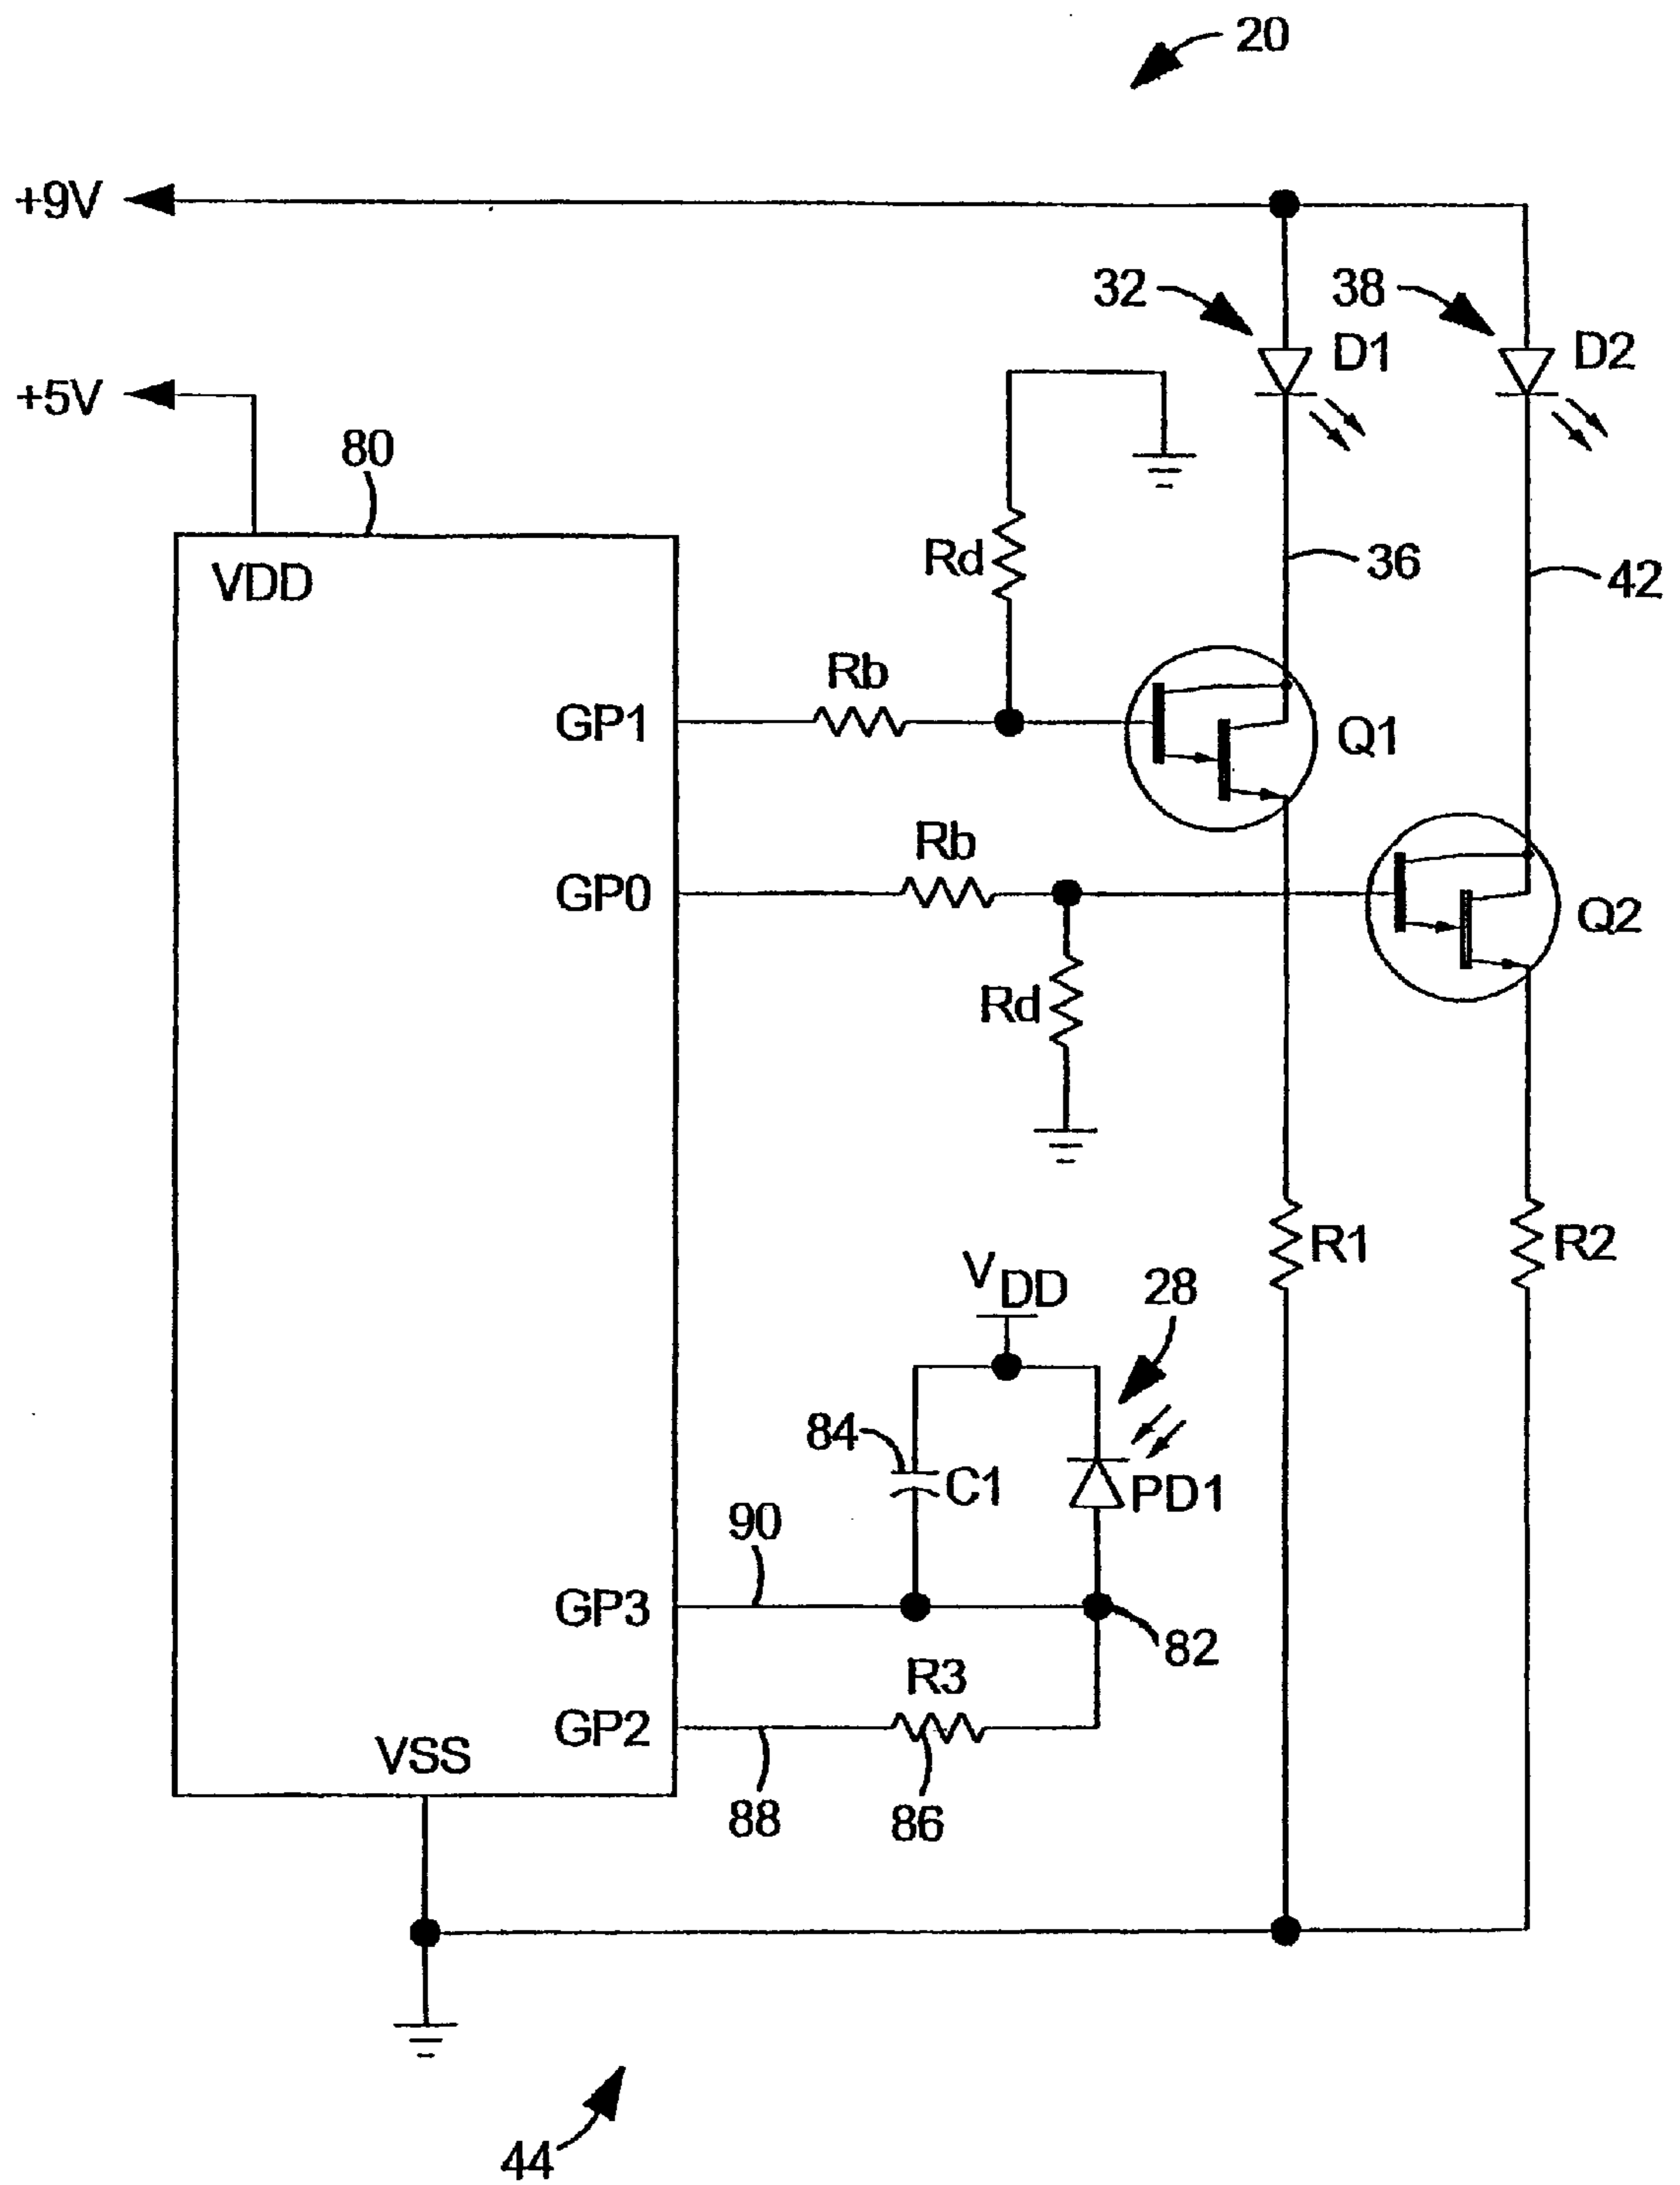 20
+9V
32
38
D1
D2
+5V
80
VDD
Rd
36
42
Rb
GP1
Q1
Rb
GP0
Q2
Rd
R1
R2
VDD
28
84
C1
PD1
90
GP3
82
R3
GP2
VSS
88
86
44